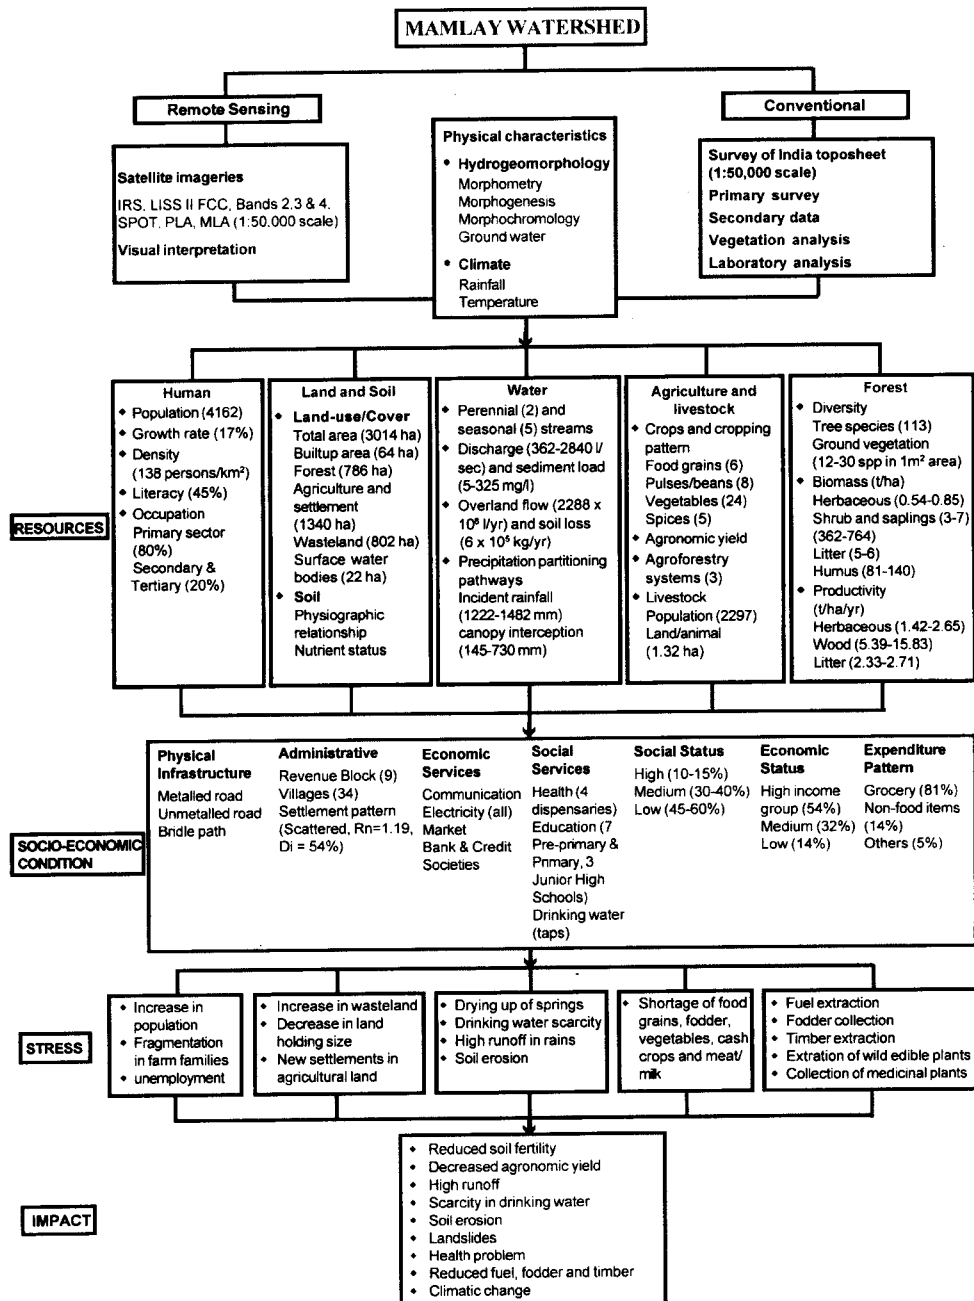 MAMLAY WATERSHED
Remote Sensing
Satellite imageries
IRS, LISS II FCC, Bands 2,3 & 4.
SPOT, PLA, MLA (1:50.000 scale)
Visual interpretation
Physical characteristics
• Hydrogeomorphology
Morphometry
Morphogenesis
Morphochromology
Ground water
• Climate
Rainfall
Temperature
Conventional
Survey of India toposheet
(1:50,000 scale)
Primary survey
Secondary data
Vegetation analysis
Laboratory analysis
RESOURCES
Human
• Population (4162)
• Growth rate (17%)
• Density
(138 persons/km²)
• Literacy (45%)
• Occupation
Primary sector
(80%)
Secondary &
Tertiary (20%)
Land and Soil
• Land-use/Cover
Total area (3014 ha)
Builtup area (64 ha)
Forest (786 ha)
Agriculture and
settlement
(1340 ha)
Wasteland (802 ha)
Surface water
bodies (22 ha)
• Soil
Physiographic
relationship
Nutrient status
Water
• Perennial (2) and
seasonal (5) streams
• Discharge (362-2840 l/
sec) and sediment load
(5-325 mg/l)
• Overland flow (2288 x
10⁶ l/yr) and soil loss
(6 x 10⁵ kg/yr)
• Precipitation partitioning
pathways
Incident rainfall
(1222-1482 mm)
canopy interception
(145-730 mm)
Agriculture and
livestock
• Crops and cropping
pattern
Food grains (6)
Pulses/beans (8)
Vegetables (24)
Spices (5)
• Agronomic yield
• Agroforestry
systems (3)
• Livestock
Population (2297)
Land/animal
(1.32 ha)
Forest
• Diversity
Tree species (113)
Ground vegetation
(12-30 spp in 1m² area)
• Biomass (t/ha)
Herbaceous (0.54-0.85)
Shrub and saplings (3-7)
(362-764)
Litter (5-6)
Humus (81-140)
• Productivity
(t/ha/yr)
Herbaceous (1.42-2.65)
Wood (5.39-15.83)
Litter (2.33-2.71)
SOCIO-ECONOMIC
CONDITION
Physical
Infrastructure
Metalled road
Unmetalled road
Bridle path
Administrative
Revenue Block (9)
Villages (34)
Settlement pattern
(Scattered, Rn=1.19,
Di = 54%)
Economic
Services
Communication
Electricity (all)
Market
Bank & Credit
Societies
Social
Services
Health (4
dispensaries)
Education (7
Pre-primary &
Primary, 3
Junior High
Schools)
Drinking water
(taps)
Social Status
High (10-15%)
Medium (30-40%)
Low (45-60%)
Economic
Status
High income
group (54%)
Medium (32%)
Low (14%)
Expenditure
Pattern
Grocery (81%)
Non-food items
(14%)
Others (5%)
STRESS
• Increase in
population
• Fragmentation
in farm families
• unemployment
• Increase in wasteland
• Decrease in land
holding size
• New settlements in
agricultural land
• Drying up of springs
• Drinking water scarcity
• High runoff in rains
• Soil erosion
• Shortage of food
grains, fodder,
vegetables, cash
crops and meat/
milk
• Fuel extraction
• Fodder collection
• Timber extraction
• Extration of wild edible plants
• Collection of medicinal plants
IMPACT
• Reduced soil fertility
• Decreased agronomic yield
• High runoff
• Scarcity in drinking water
• Soil erosion
• Landslides
• Health problem
• Reduced fuel, fodder and timber
• Climatic change